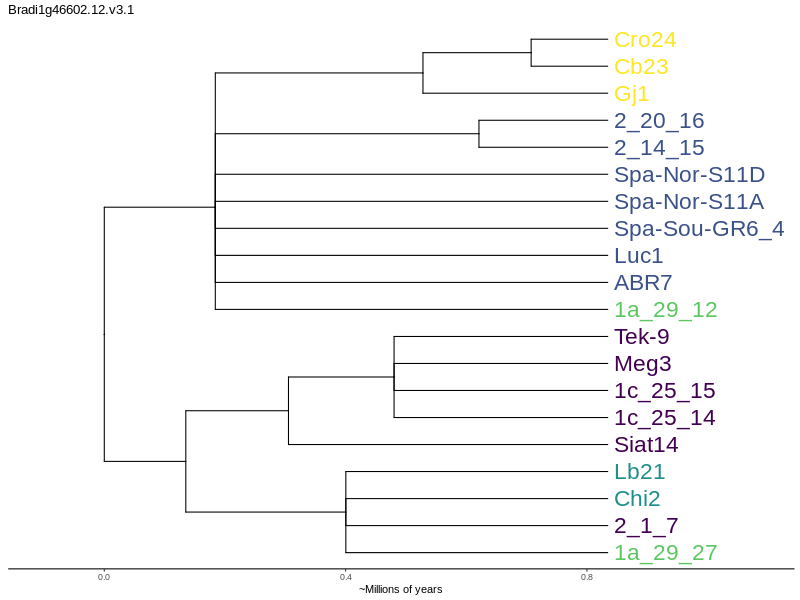 Bradi1g46602.12.v3.1
Cro24
Cb23
Gj1
2_20_16
2_14_15
Spa-Nor-S11D
Spa-Nor-S11A
Spa-Sou-GR6_4
Luc1
ABR7
1a_29_12
Tek-9
Meg3
1c_25_15
1c_25_14
Siat14
Lb21
Chi2
2_1_7
1a_29_27
0.0 0.4 0.8
~Millions of years